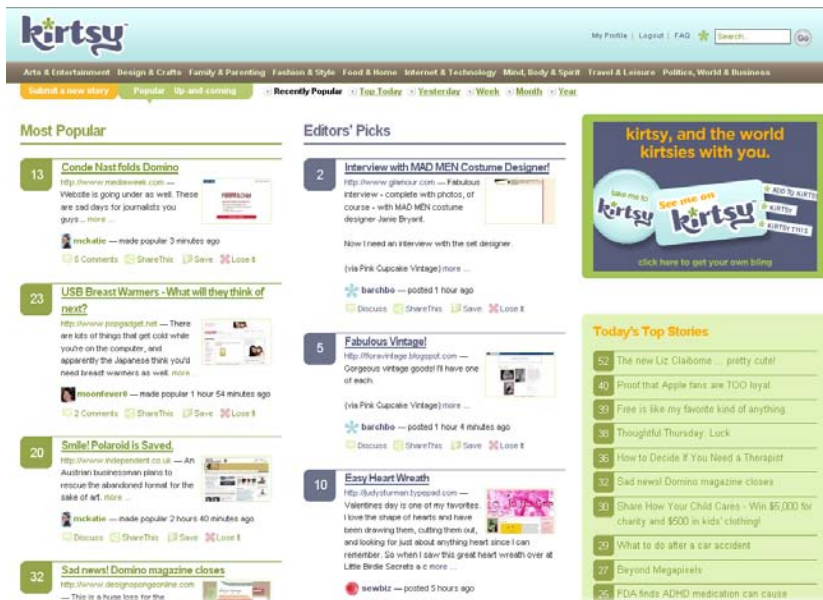 kirtsy
My Profile | Logout | FAQ
Search..
Go
Arts & Entertainment Design & Crafts Family & Parenting Fashion & Style Food & Home Internet & Technology Mind, Body & Spirit Travel & Leisure Politics, World & Business
Submit a new story Popular Up-and-coming Recently Popular Top Today Yesterday Week Month Year
Most Popular
13
Conde Nast folds Domino
http://www.mediaweek.com —
Website is going under as well. These
are sad days for journalists you
guys... more ...
mckatie — made popular 3 minutes ago
5 Comments ShareThis Save Lose It
23
USB Breast Warmers - What will they think of
next?
http://www.popgadget.net — There
are lots of things that get cold while
you're on the computer, and
apparently the Japanese think you'd
need breast warmers as well. more ...
moonfever0 — made popular 1 hour 54 minutes ago
2 Comments ShareThis Save Lose It
20
Smile! Polaroid is Saved.
http://www.independent.co.uk — An
Austrian businessman plans to
rescue the abandoned format for the
sake of art. more ...
mckatie — made popular 2 hours 40 minutes ago
Discuss ShareThis Save Lose It
32
Sad news! Domino magazine closes
http://www.designspongeonline.com
— This is a huge loss for the
Editors' Picks
2
Interview with MAD MEN Costume Designer!
http://www.glamour.com — Fabulous
interview - complete with photos, of
course - with MAD MEN costume
designer Janie Bryant.
Now I need an interview with the set designer.
(via Pink Cupcake Vintage) more ...
barchbo — posted 1 hour ago
Discuss ShareThis Save Lose It
5
Fabulous Vintage!
http://floravintage.blogspot.com —
Gorgeous vintage goods! I'll have one
of each.
(via Pink Cupcake Vintage) more ...
barchbo — posted 1 hour 4 minutes ago
Discuss ShareThis Save Lose It
10
Easy Heart Wreath
http://judysturman.typepad.com —
Valentines day is one of my favorites.
I love the shape of hearts and have
been drawing them, cutting them out,
and looking for just about anything heart since I can
remember. So when I saw this great heart wreath over at
Little Birdie Secrets a c more ...
sewbiz — posted 5 hours ago
kirtsy, and the world
kirtsies with you.
take me to
kirtsy
See me on
kirtsy
ADD TO KIRTSY
KIRTSY
KIRTSY THIS
click here to get your own bling
Today's Top Stories
52 The new Liz Claiborne ... pretty cute!
40 Proof that Apple fans are TOO loyal
39 Free is like my favorite kind of anything
38 Thoughtful Thursday: Luck
36 How to Decide If You Need a Therapist
32 Sad news! Domino magazine closes
30 Share How Your Child Cares - Win $5,000 for
charity and $500 in kids' clothing!
29 What to do after a car accident
27 Beyond Megapixels
25 FDA finds ADHD medication can cause